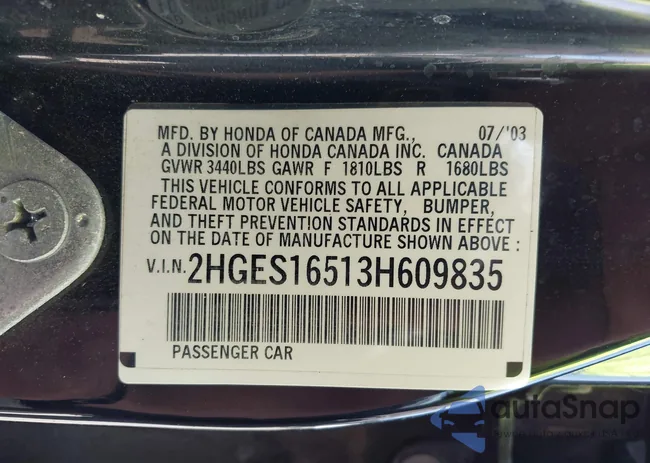 MFD. BY HONDA OF CANADA MFG., 07/'03
A DIVISION OF HONDA CANADA INC. CANADA
GVWR 3440LBS GAWR F 1810LBS R 1680LBS
THIS VEHICLE CONFORMS TO ALL APPLICABLE
FEDERAL MOTOR VEHICLE SAFETY, BUMPER,
AND THEFT PREVENTION STANDARDS IN EFFECT
ON THE DATE OF MANUFACTURE SHOWN ABOVE :
V.I.N. 2HGES16513H609835
PASSENGER CAR
autoSnap